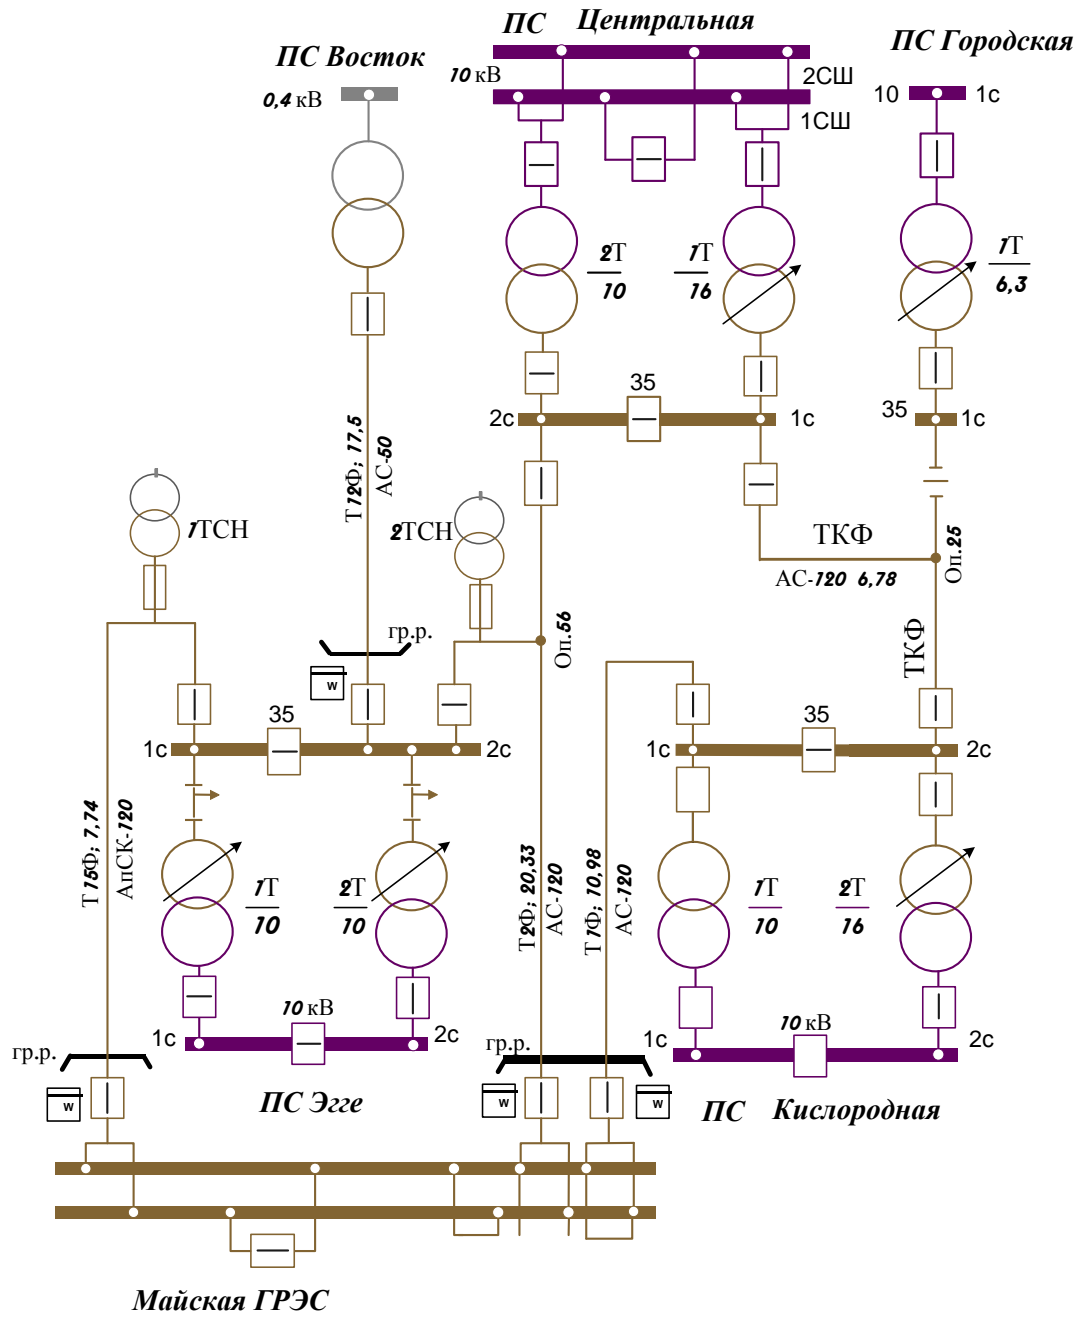 ПС Центральная
ПС Восток
ПС Городская
10 кВ
2СШ
0,4 кВ
10
1с
1СШ
2Т
10
1Т
16
1Т
6,3
35
2с
1с
35
1с
Т12Ф; 17,5
АС-50
1ТСН
2ТСН
ТКФ
АС-120 6,78
Оп.25
Оп.56
ТКФ
гр.р.
w
35
1с
2с
35
1с
2с
Т15Ф; 7,74
АпСК-120
1Т
10
2Т
10
Т2Ф; 20,33
АС-120
Т1Ф; 10,98
АС-120
1Т
10
2Т
16
10 кВ
1с
2с
10 кВ
1с
2с
гр.р.
гр.р.
w
w
w
ПС Эгге
ПС Кислородная
Майская ГРЭС